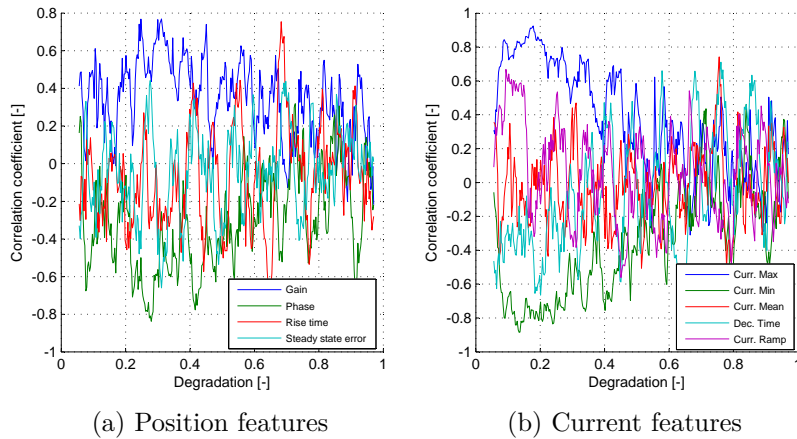 0.8
0.6
0.4
0.2
0
-0.2
-0.4
-0.6
-0.8
-1
Correlation coefficient [-]
0 0.2 0.4 0.6 0.8 1
Degradation [-]
Gain
Phase
Rise time
Steady state error
(a) Position features
1
0.8
0.6
0.4
0.2
0
-0.2
-0.4
-0.6
-0.8
-1
Correlation coefficient [-]
0 0.2 0.4 0.6 0.8 1
Degradation [-]
Curr. Max
Curr. Min
Curr. Mean
Dec. Time
Curr. Ramp
(b) Current features